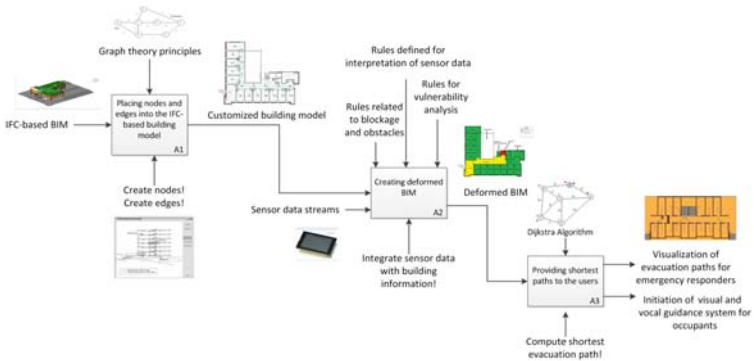 Graph theory principles
IFC-based BIM
Placing nodes and
edges into the IFC-
based building
model
A1
Create nodes!
Create edges!
Customized building model
Rules defined for
interpretation of sensor data
Rules related
to blockage
and obstacles
Rules for
vulnerability
analysis
Creating deformed
BIM
A2
Sensor data streams
Integrate sensor data
with building
information!
Deformed BIM
Dijkstra Algorithm
Providing shortest
paths to the users
A3
Compute shortest
evacuation path!
Visualization of
evacuation paths for
emergency responders
Initiation of visual and
vocal guidance system for
occupants